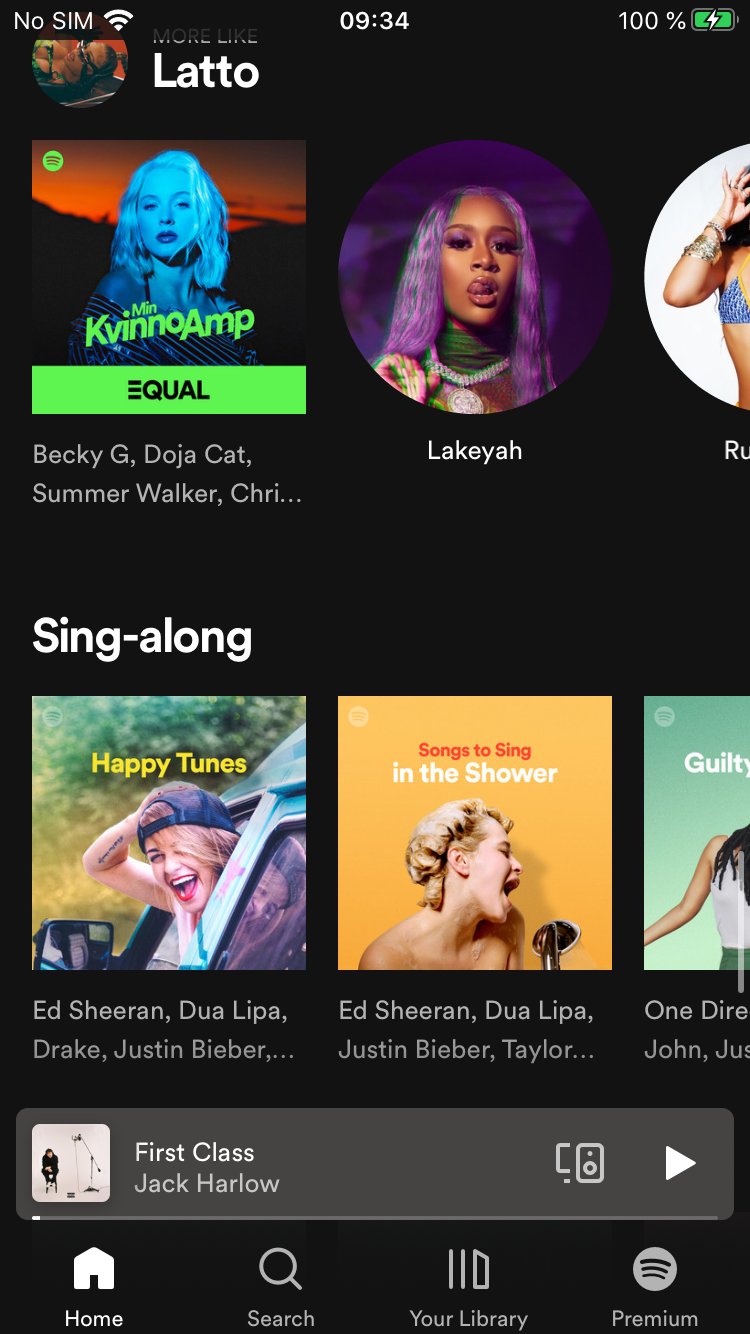 No SIM 09:34 100 %
MORE LIKE
Latto
Min
KvinnoAmp
EQUAL
Becky G, Doja Cat,
Summer Walker, Chri...
Lakeyah
Ru
Sing-along
Happy Tunes
Songs to Sing
in the Shower
Guilty
Ed Sheeran, Dua Lipa,
Drake, Justin Bieber,...
Ed Sheeran, Dua Lipa,
Justin Bieber, Taylor...
One Dire
John, Jus
First Class
Jack Harlow
Home Search Your Library Premium